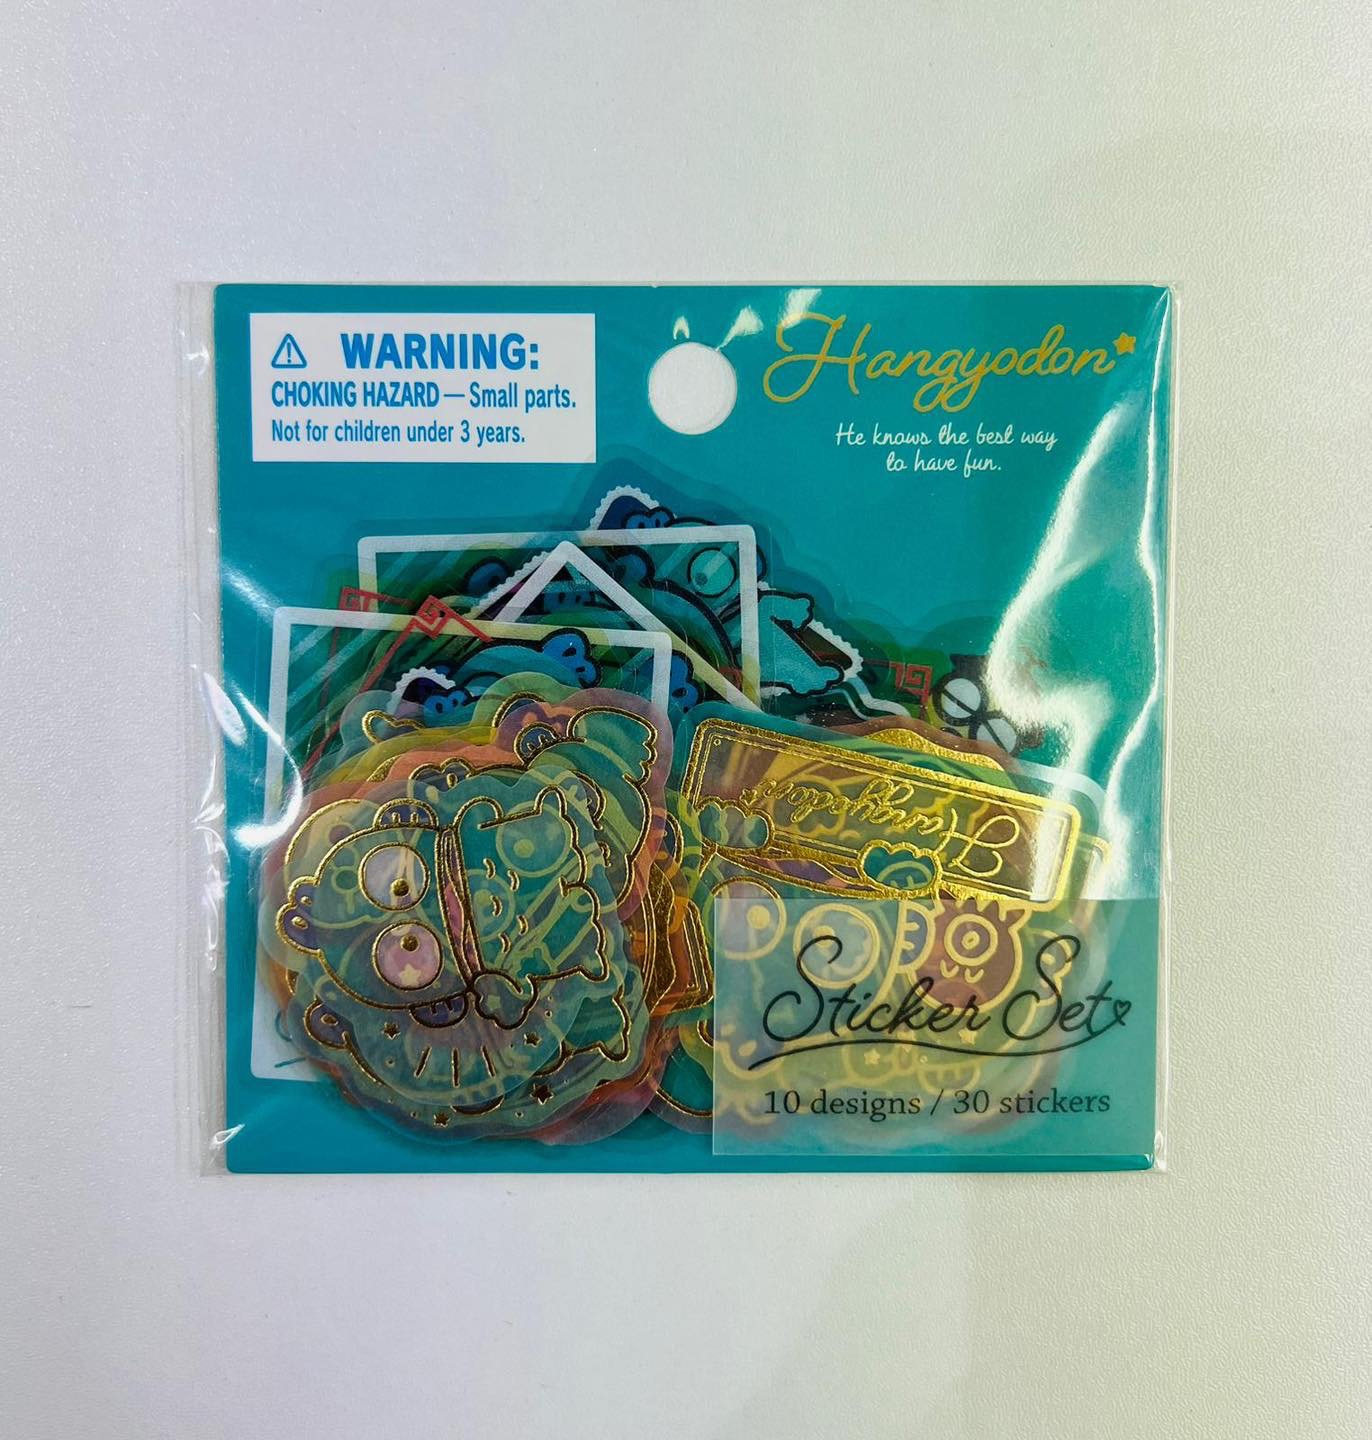 WARNING:
CHOKING HAZARD — Small parts.
Not for children under 3 years.
Hangyodon
He knows the best way
to have fun.
Hangyodon
Sticker Set
10 designs / 30 stickers